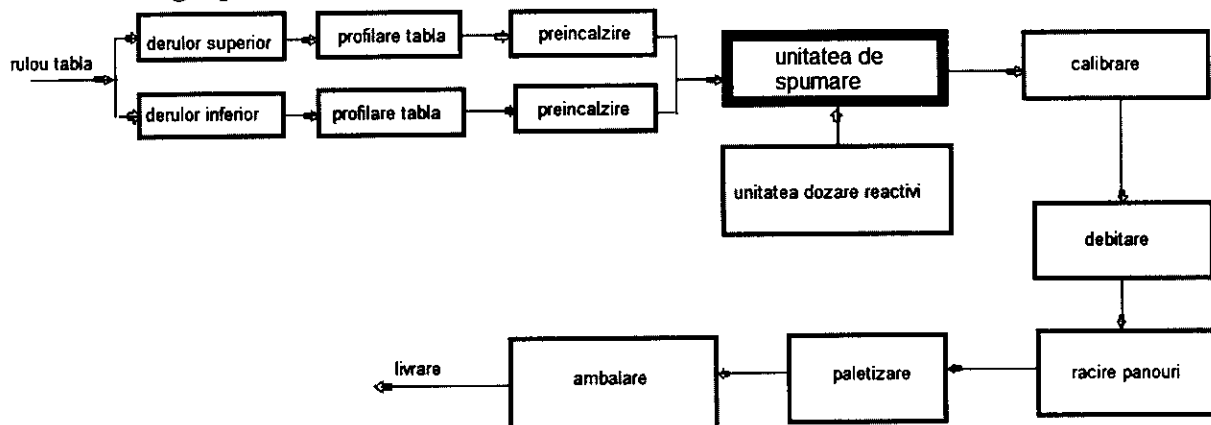 rulou tabla
derulor superior
profilare tabla
preincalzire
derulor inferior
profilare tabla
preincalzire
unitatea de
spumare
unitatea dozare reactivi
calibrare
debitare
racire panouri
paletizare
ambalare
livrare